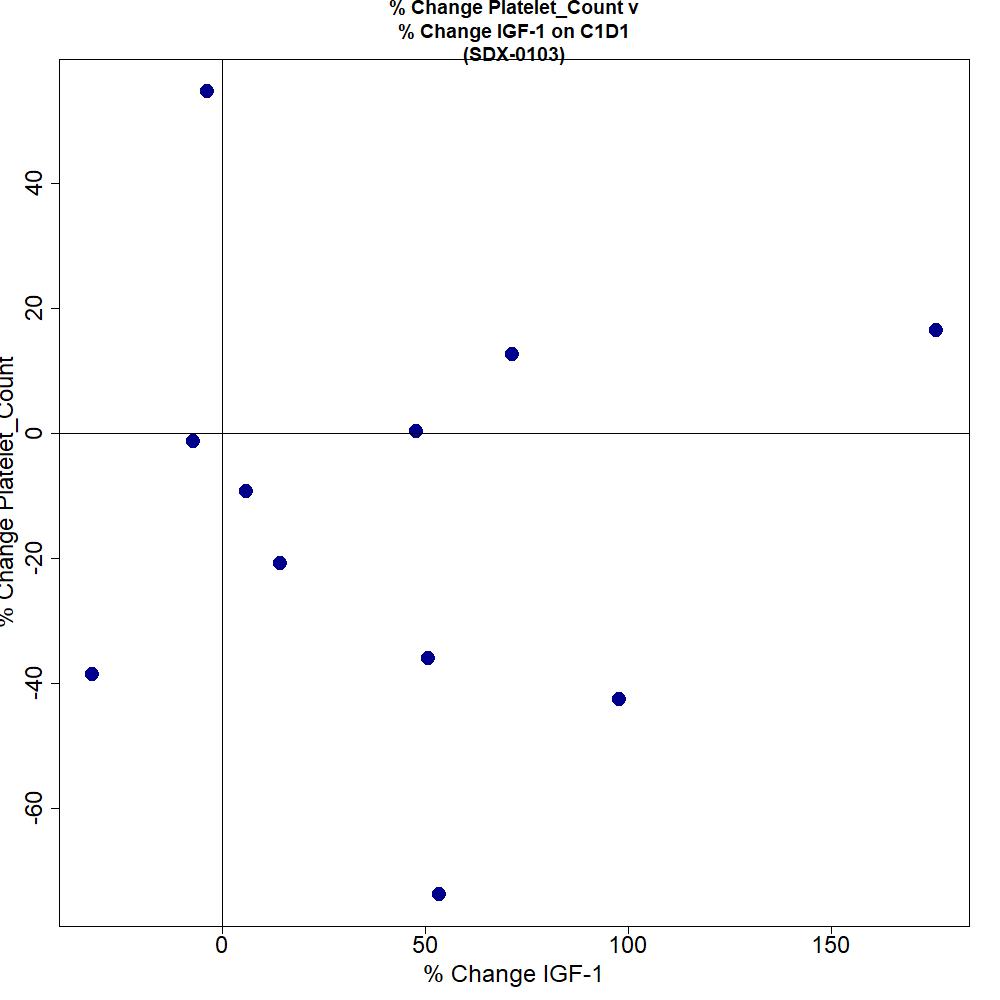 % Change Platelet_Count v
% Change IGF-1 on C1D1
(SDX-0103)
% Change Platelet_Count
40
20
0
-20
-40
-60
0
50
100
150
% Change IGF-1